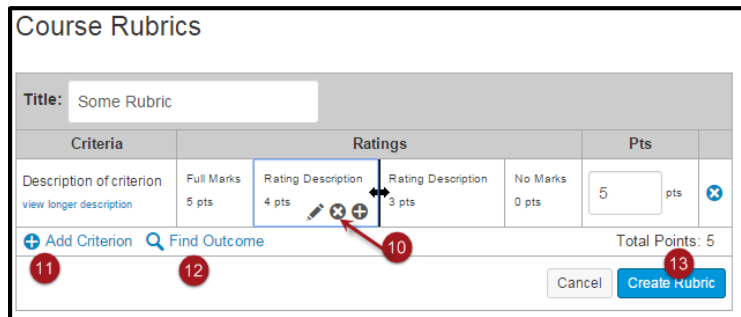 Course Rubrics
Title: Some Rubric
Criteria Ratings Pts
Description of criterion
view longer description
Full Marks
5 pts
Rating Description
4 pts
Rating Description
3 pts
No Marks
0 pts
5 pts
10
Add Criterion Find Outcome Total Points: 5
11 12 13
Cancel Create Rubric